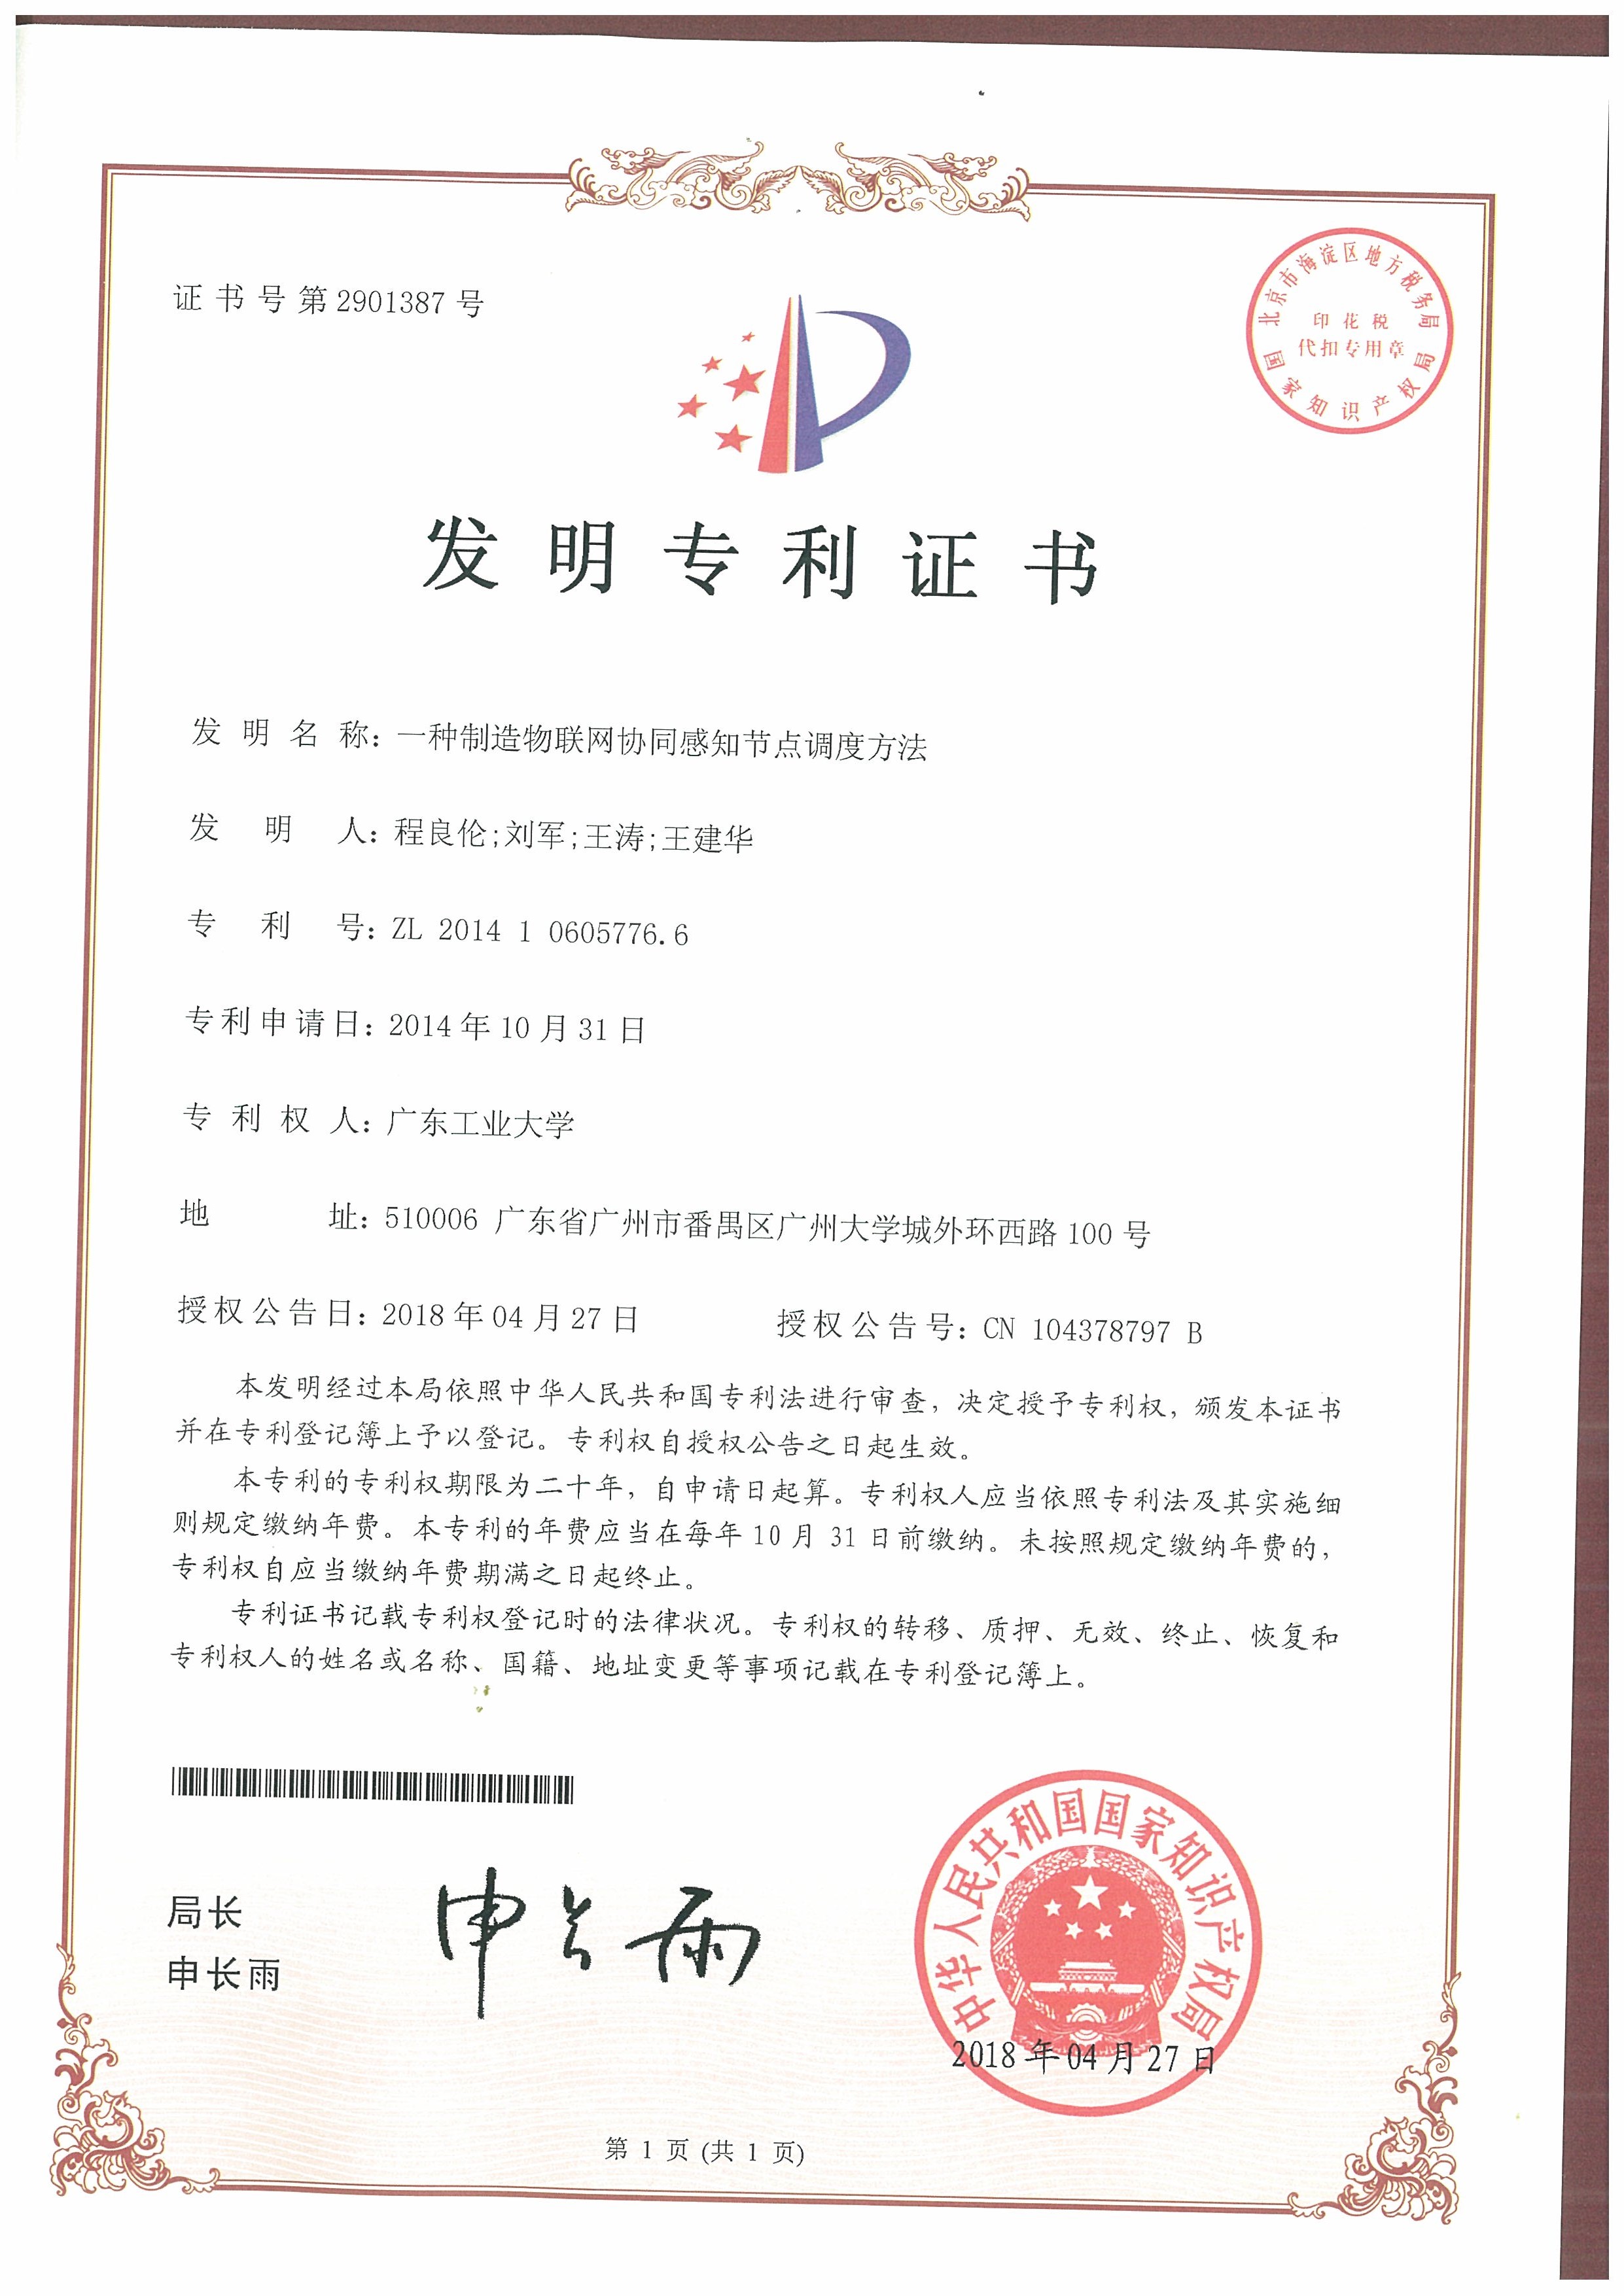 证书号第2901387号
北京市海淀区地方税务局
印花税
代扣专用章
国家知识产权局
发明专利证书
发明名称：一种制造物联网协同感知节点调度方法
发明人：程良伦;刘军;王涛;王建华
专利号：ZL 2014 1 0605776.6
专利申请日：2014年10月31日
专利权人：广东工业大学
地址：510006 广东省广州市番禺区广州大学城外环西路100号
授权公告日：2018年04月27日 授权公告号：CN 104378797 B
本发明经过本局依照中华人民共和国专利法进行审查，决定授予专利权，颁发本证书
并在专利登记簿上予以登记。专利权自授权公告之日起生效。
本专利的专利权期限为二十年，自申请日起算。专利权人应当依照专利法及其实施细
则规定缴纳年费。本专利的年费应当在每年10月31日前缴纳。未按照规定缴纳年费的，
专利权自应当缴纳年费期满之日起终止。
专利证书记载专利权登记时的法律状况。专利权的转移、质押、无效、终止、恢复和
专利权人的姓名或名称、国籍、地址变更等事项记载在专利登记簿上。
局长
申长雨
申长雨
中华人民共和国国家知识产权局
2018年04月27日
第 1 页 (共 1 页)